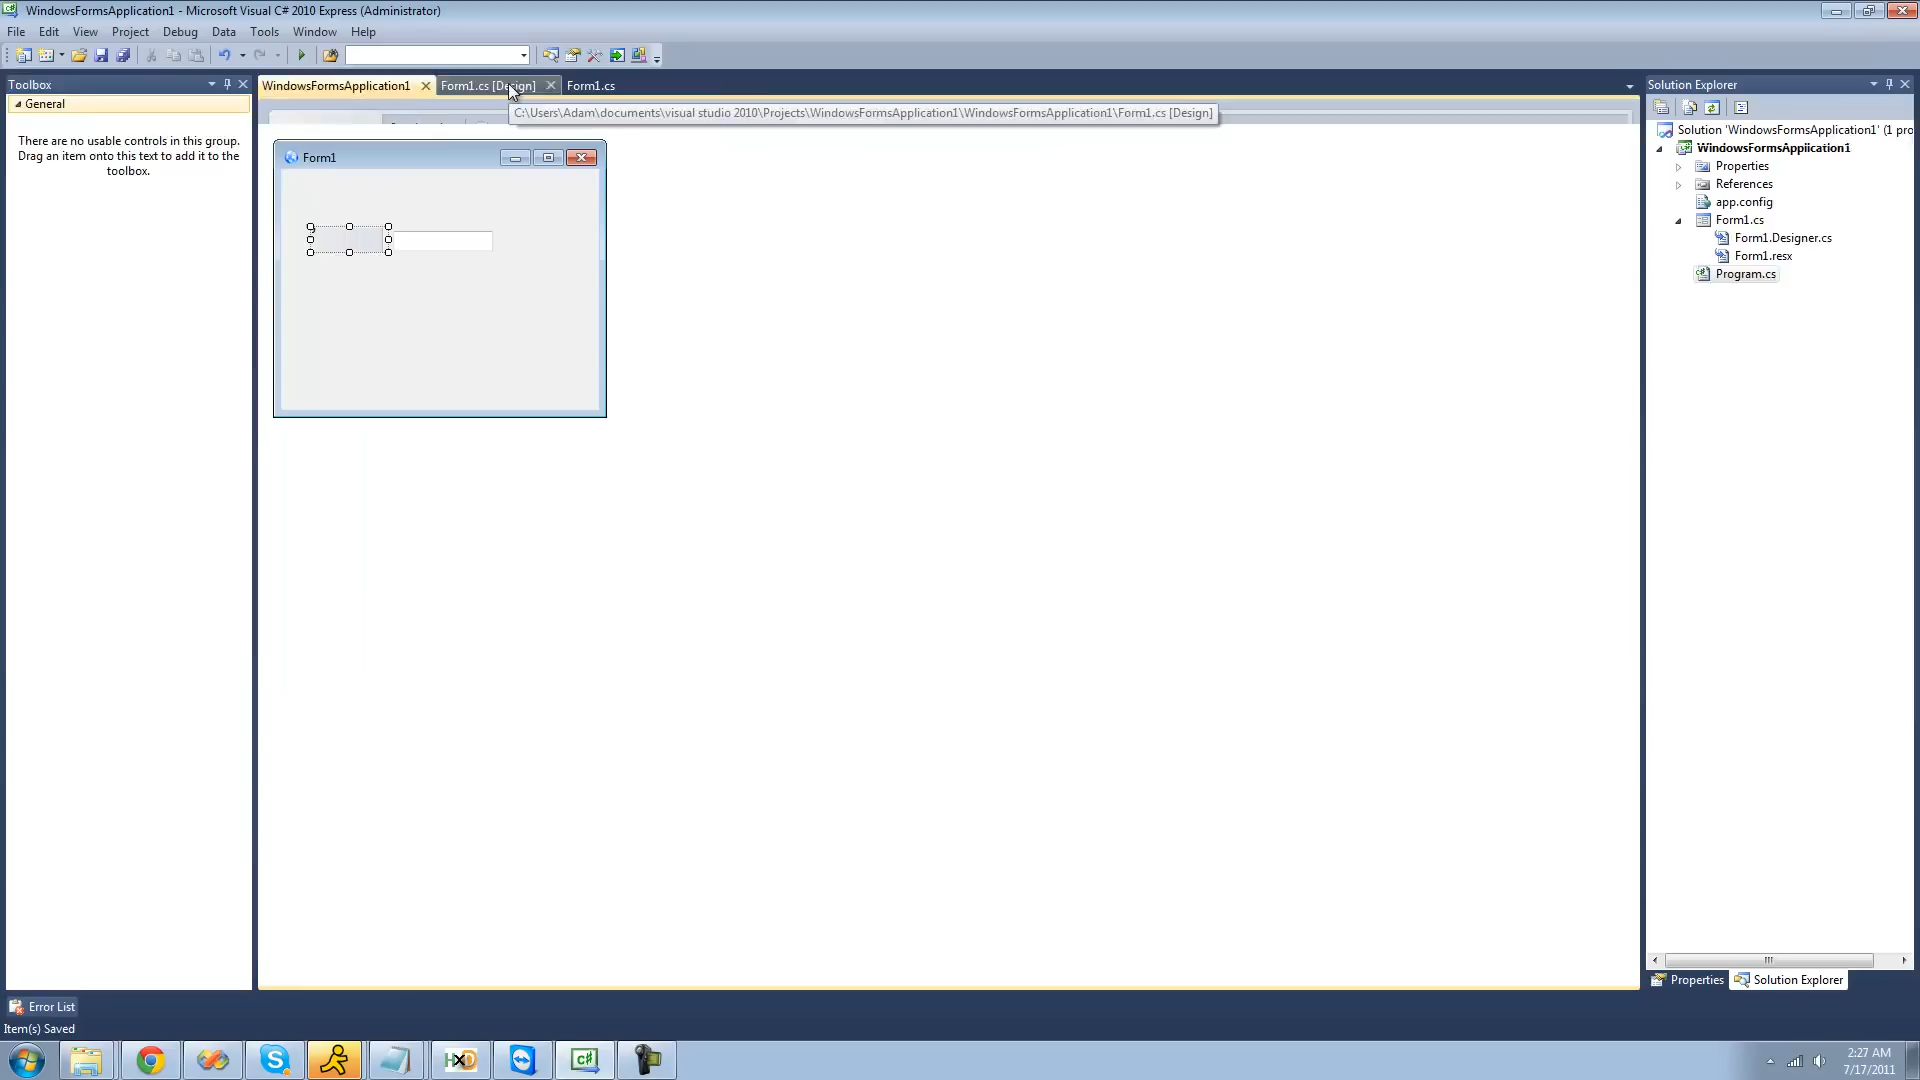 WindowsFormsApplication1 - Microsoft Visual C# 2010 Express (Administrator)
File Edit View Project Debug Data Tools Window Help
Toolbox
WindowsFormsApplication1 Form1.cs [Design] Form1.cs
Solution Explorer
General
C:\Users\Adam\documents\visual studio 2010\Projects\WindowsFormsApplication1\WindowsFormsApplication1\Form1.cs [Design]
There are no usable controls in this group.
Drag an item onto this text to add it to the
toolbox.
Form1
Solution 'WindowsFormsApplication1' (1 pro
WindowsFormsApplication1
Properties
References
app.config
Form1.cs
Form1.Designer.cs
Form1.resx
Program.cs
Properties Solution Explorer
Error List
Item(s) Saved
C#
HXD
2:27 AM
7/17/2011